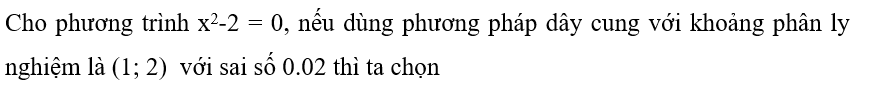 Cho phương trình x²-2 = 0, nếu dùng phương pháp dây cung với khoảng phân ly
nghiệm là (1; 2) với sai số 0.02 thì ta chọn